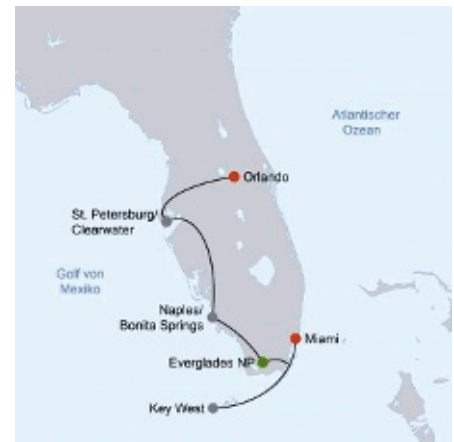 Atlantischer
Ozean
Orlando
St. Petersburg/
Clearwater
Golf von
Mexiko
Naples/
Bonita Springs
Miami
Everglades NP
Key West